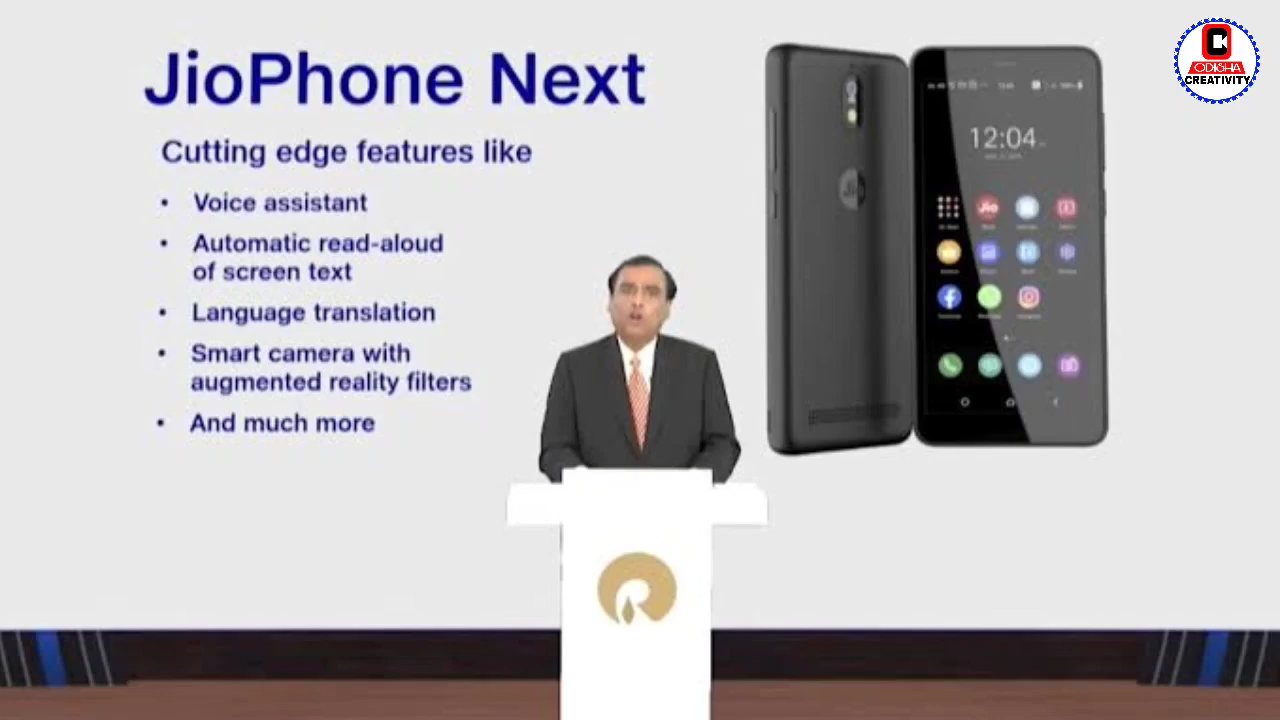 JioPhone Next
Cutting edge features like
• Voice assistant
• Automatic read-aloud
of screen text
• Language translation
• Smart camera with
augmented reality filters
• And much more
ODISHA
CREATIVITY
12:04
Jio
Jio